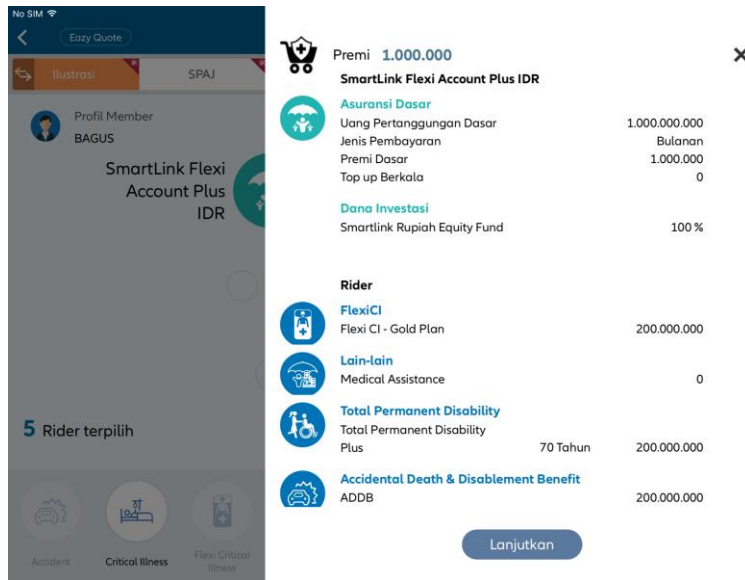 No SIM
Eazy Quote
Ilustrasi
SPAJ
Profil Member
BAGUS
SmartLink Flexi
Account Plus
IDR
5 Rider terpilih
Accident
Critical Illness
Flexi Critical
Illness
Premi 1.000.000
SmartLink Flexi Account Plus IDR
Asuransi Dasar
Uang Pertanggungan Dasar 1.000.000.000
Jenis Pembayaran Bulanan
Premi Dasar 1.000.000
Top up Berkala 0
Dana Investasi
Smartlink Rupiah Equity Fund 100 %
Rider
FlexiCI
Flexi CI - Gold Plan 200.000.000
Lain-lain
Medical Assistance 0
Total Permanent Disability
Total Permanent Disability
Plus 70 Tahun 200.000.000
Accidental Death & Disablement Benefit
ADDB 200.000.000
Lanjutkan